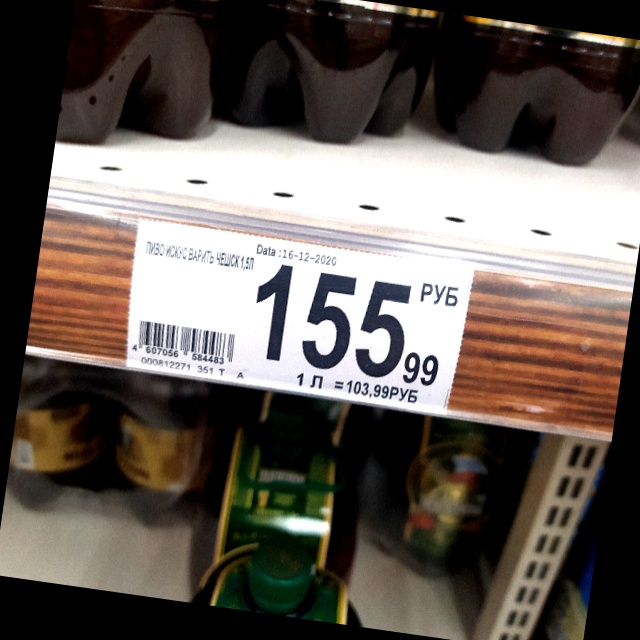 Data :16-12-2020
ПИВО ИСКУС ВАРИТЬ ЧЕШСК 1,5Л
155 99 РУБ
4 607056 584483
000812271 351 Т А
1 Л =103,99РУБ